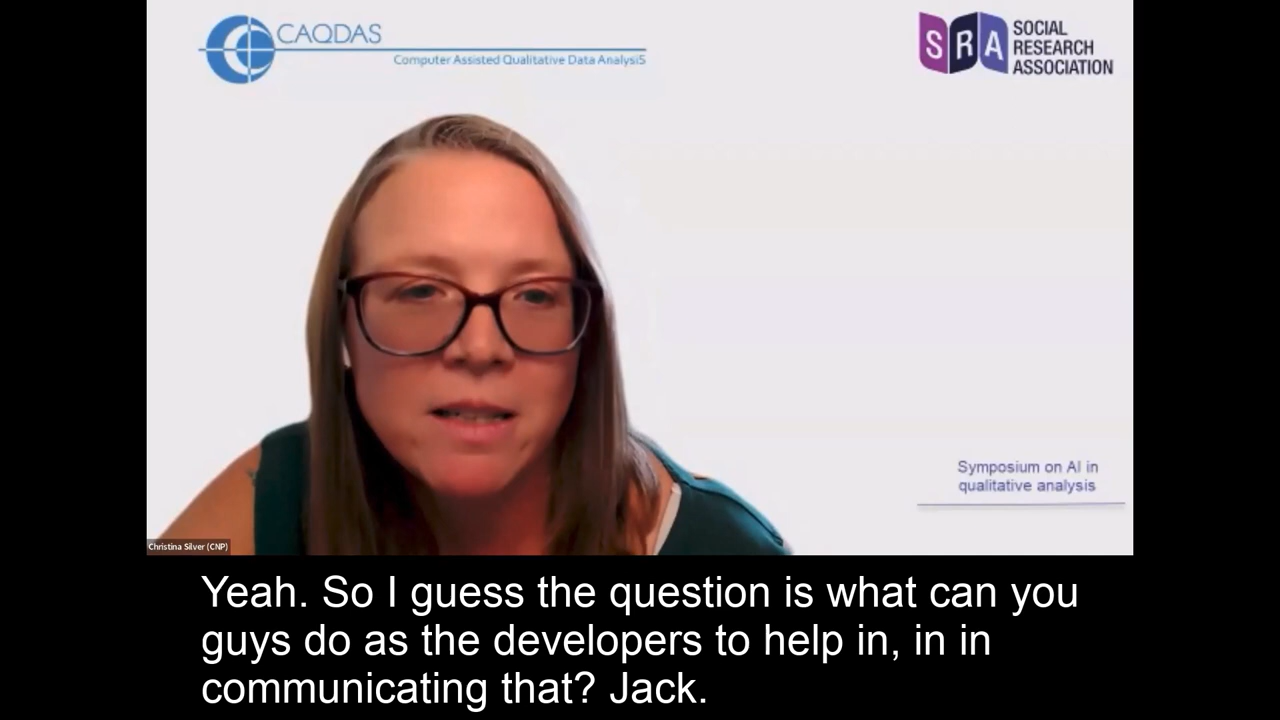 CAQDAS
Computer Assisted Qualitative Data AnalysiS
SRA
SOCIAL
RESEARCH
ASSOCIATION
Symposium on AI in
qualitative analysis
Christina Silver (CNP)
Yeah. So I guess the question is what can you
guys do as the developers to help in, in in
communicating that? Jack.